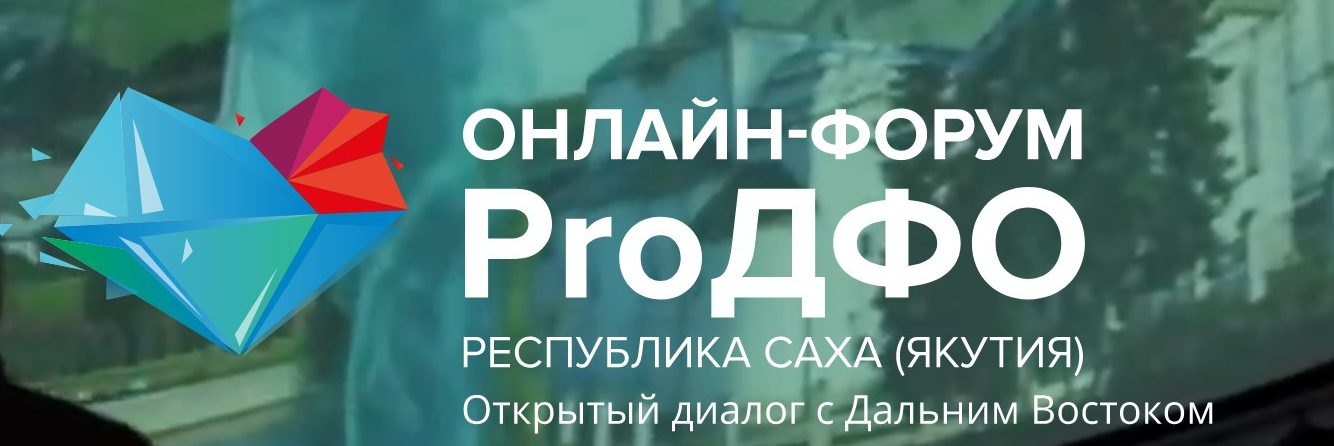 ОНЛАЙН-ФОРУМ
ProДФО
РЕСПУБЛИКА САХА (ЯКУТИЯ)
Открытый диалог с Дальним Востоком